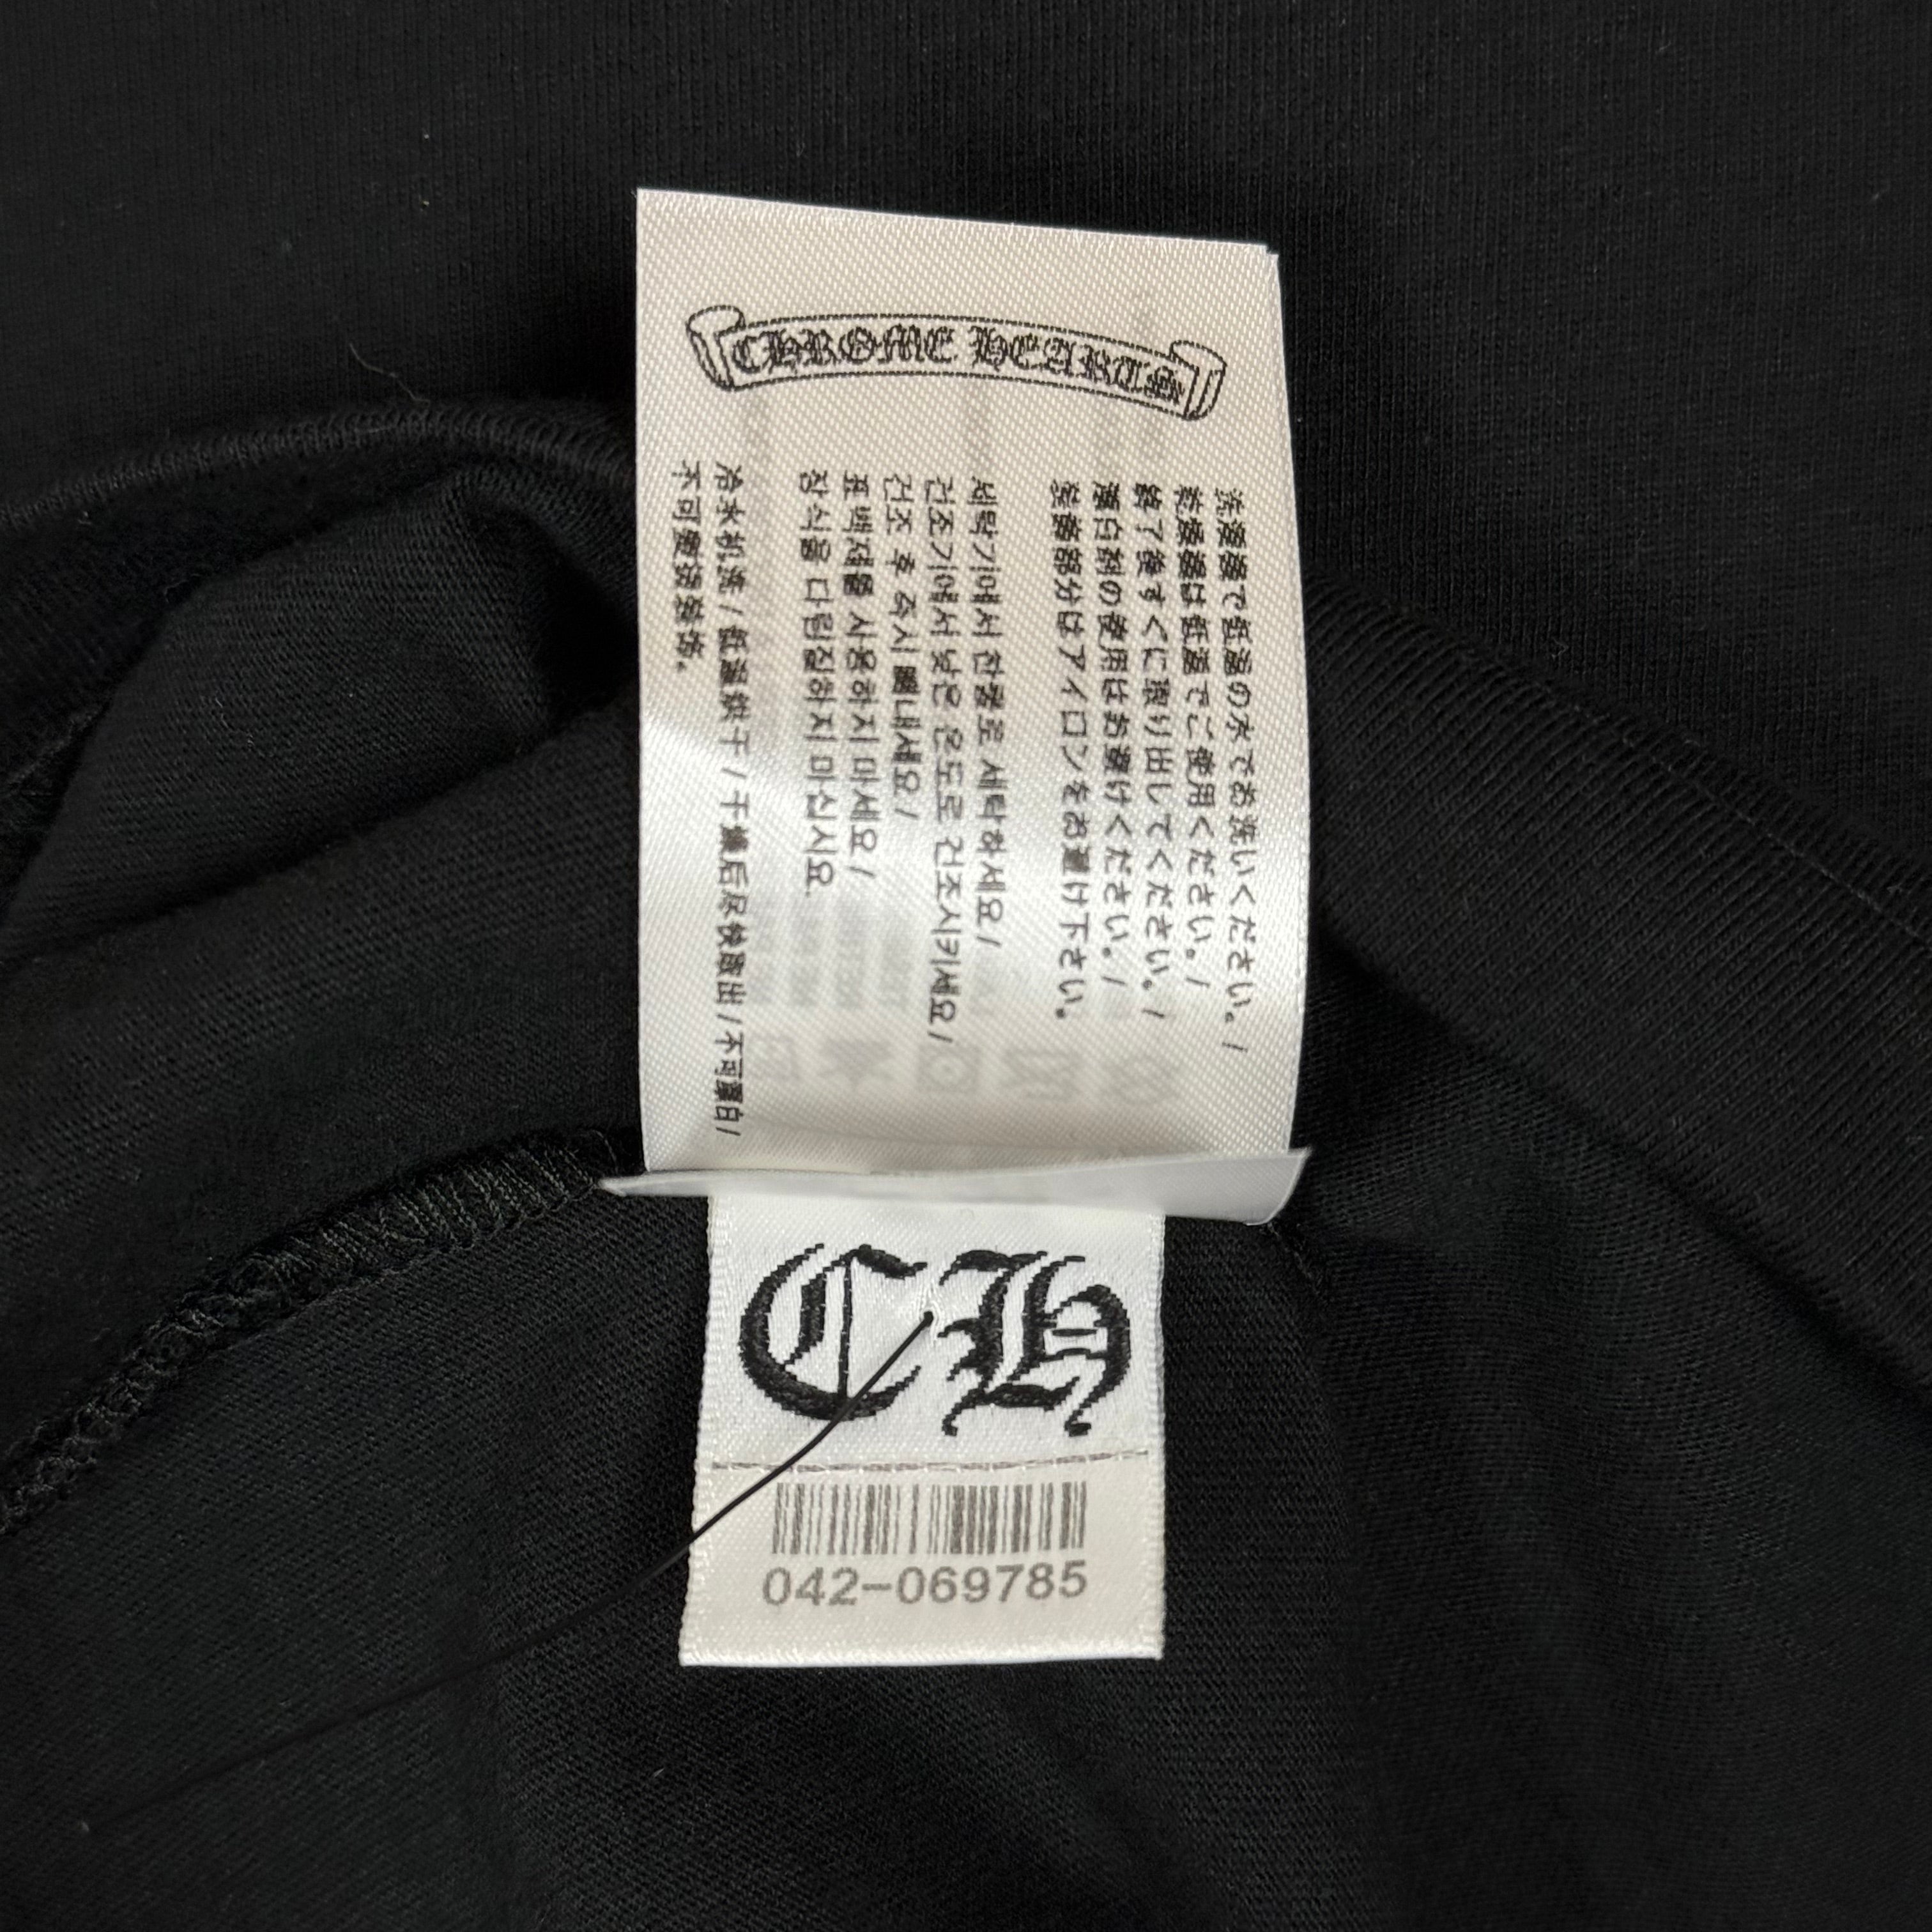 CHROME HEARTS
洗濯機で低温の水でお洗いください。/
乾燥機は低温でご使用ください。/
終了後すぐに取り出してください。/
漂白剤の使用はお避けください。/
装飾部分はアイロンをお避け下さい。
세탁기에서 찬물로 세탁하세요/
건조기에서 낮은 온도로 건조시키세요/
건조 후 즉시 빼내세요/
표백제를 사용하지 마세요/
장식을 다림질하지 마십시요
冷水机洗/低温烘干/干燥后尽快取出/不可漂白/
不可熨烫装饰。
CH
042-069785